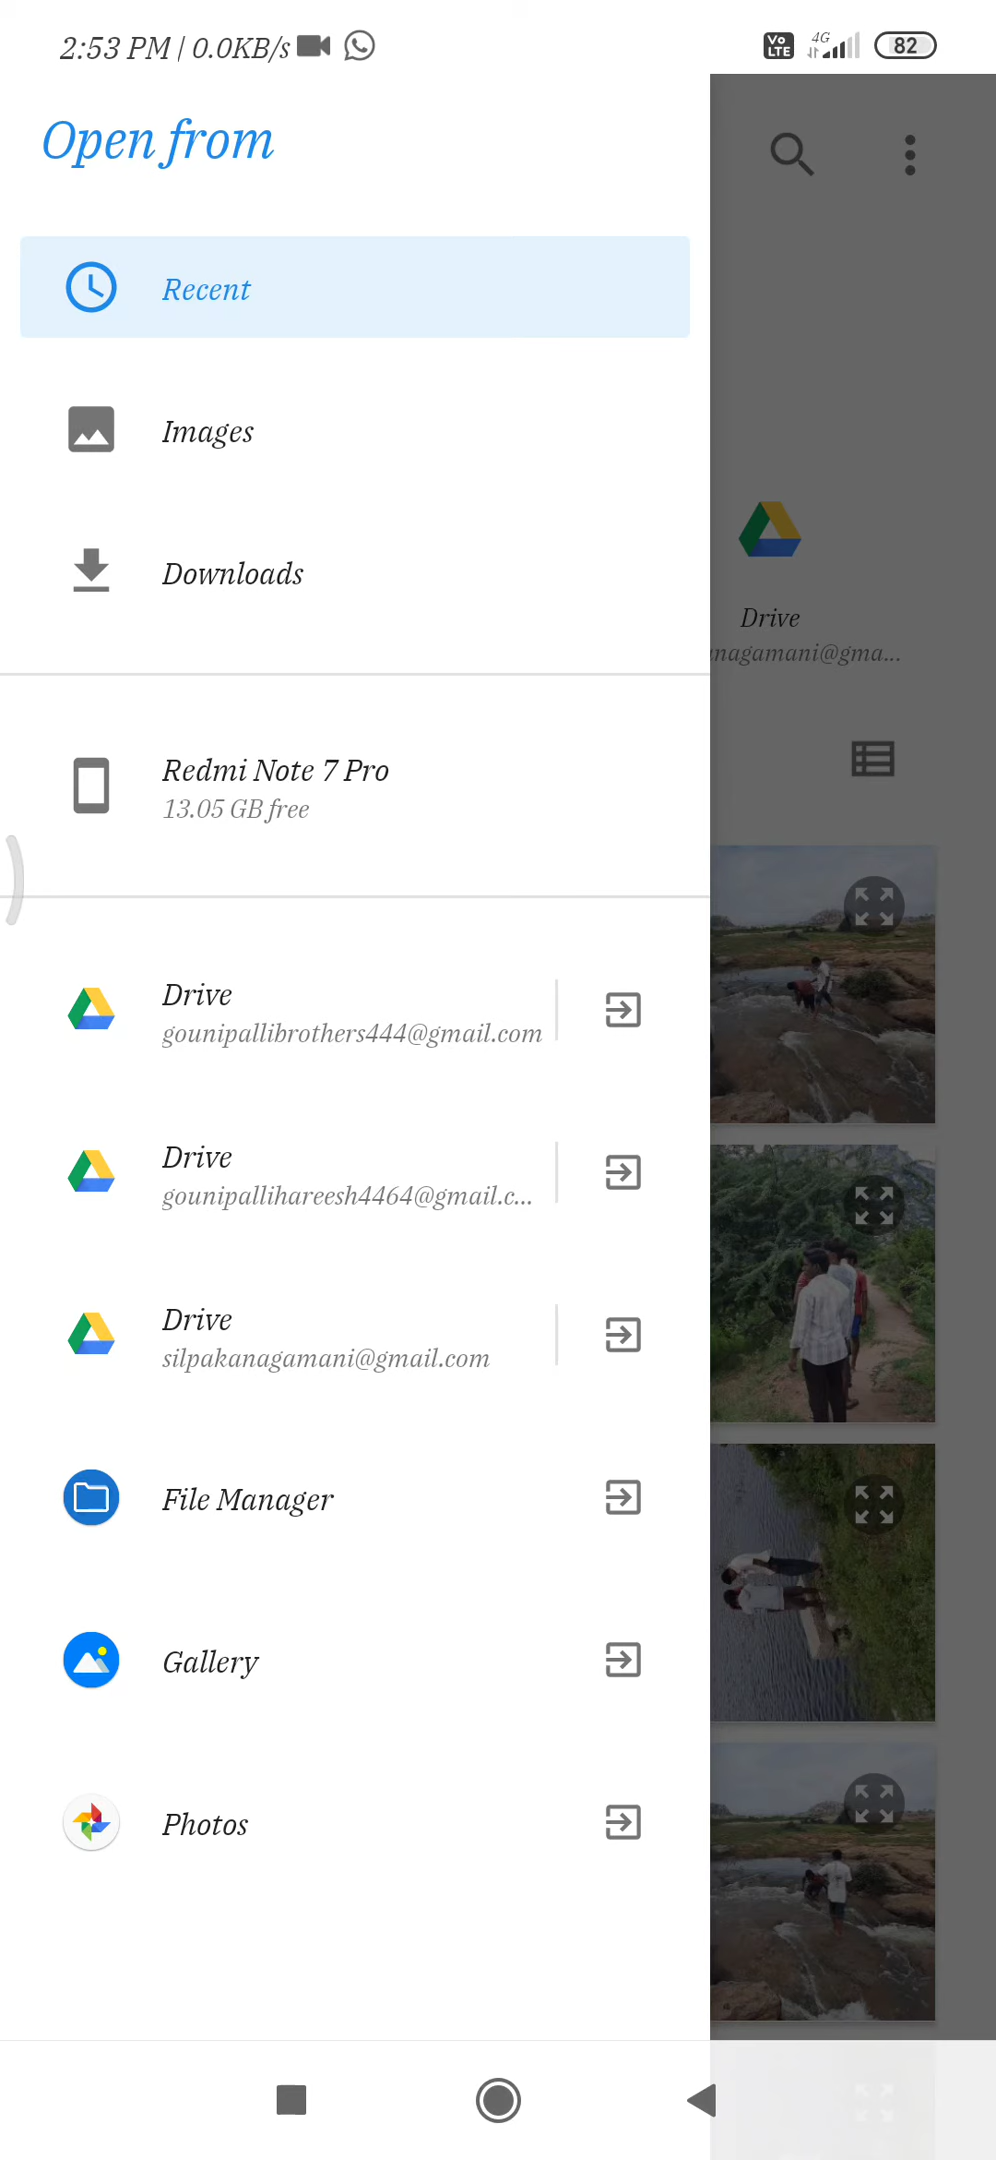 2:53 PM | 0.0KB/s
Vo LTE 4G 82
Open from
Recent
Images
Downloads
Drive
nagamani@gma...
Redmi Note 7 Pro
13.05 GB free
Drive
gounipallibrothers444@gmail.com
Drive
gounipallihareesh4464@gmail.c...
Drive
silpakanagamani@gmail.com
File Manager
Gallery
Photos